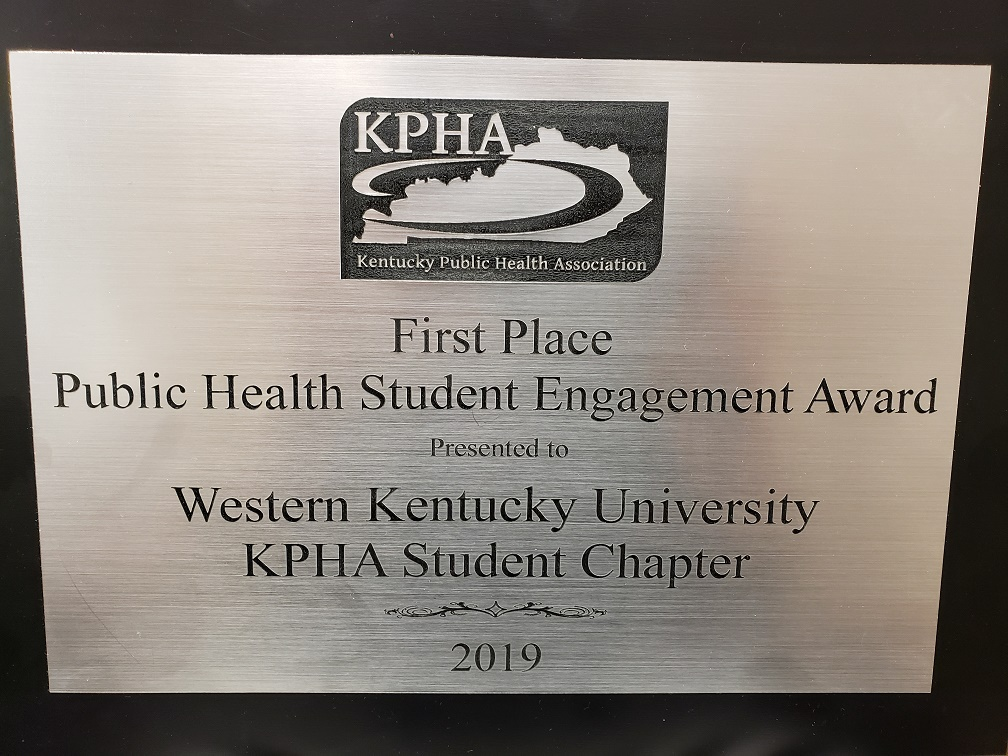 KPHA
Kentucky Public Health Association
First Place
Public Health Student Engagement Award
Presented to
Western Kentucky University
KPHA Student Chapter
2019